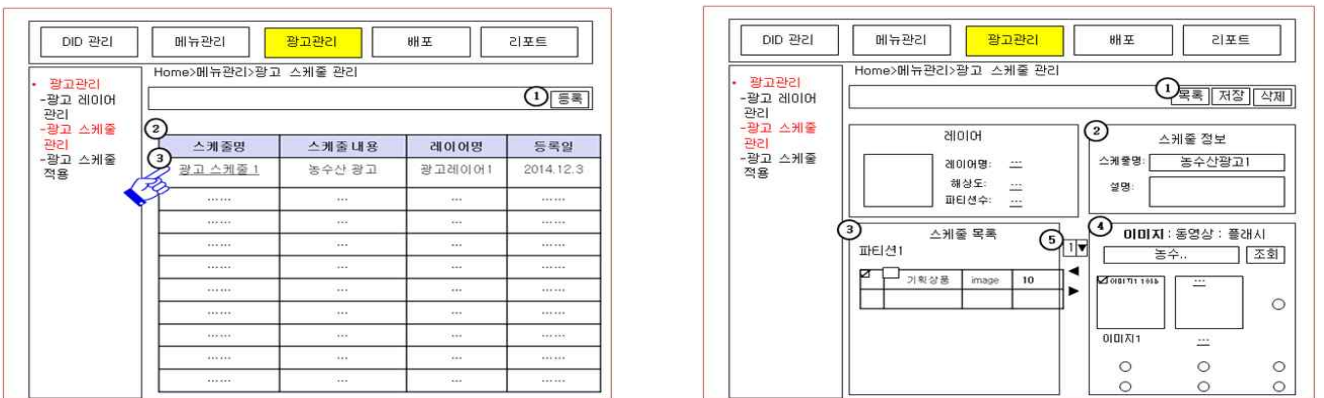 DID 관리 메뉴관리 광고관리 배포 리포트
Home>메뉴관리>광고 스케줄 관리
• 광고관리
-광고 레이어
관리
-광고 스케줄
관리
-광고 스케줄
적용
① 등록
②
스케줄명 스케줄 내용 레이어명 등록일
③
광고 스케줄 1 농수산 광고 광고레이어1 2014.12.3
...... ... ... ... ...
...... ... ... ... ...
...... ... ... ... ...
...... ... ... ... ...
...... ... ... ... ...
...... ... ... ... ...
...... ... ... ... ...
...... ... ... ... ...
...... ... ... ... ...
DID 관리 메뉴관리 광고관리 배포 리포트
Home>메뉴관리>광고 스케줄 관리
• 광고관리
-광고 레이어
관리
-광고 스케줄
관리
-광고 스케줄
적용
① 목록 저장 삭제
레이어
레이어명: ...
해상도: ...
파티션수: ...
② 스케줄 정보
스케줄명: 농수산광고1
설명:
③ 스케줄 목록
파티션1
기획상품 image 10
⑤ 1▼
◀
▶
④ 이미지 : 동영상 : 플래시
농수.. 조회
이미지1 ...
...
이미지1 ...